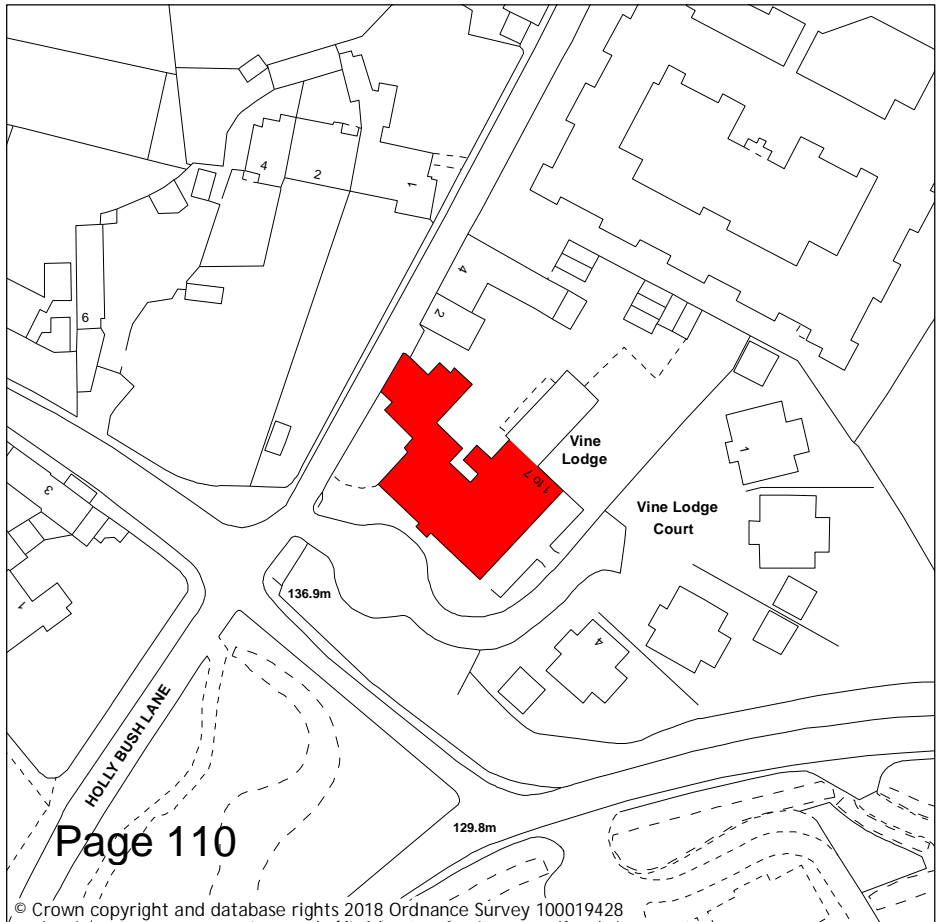 4
2
1
4
2
6
Vine
Lodge
1 to 7
1
Vine Lodge
Court
3
136.9m
1
4
HOLLY BUSH LANE
129.8m
Page 110
© Crown copyright and database rights 2018 Ordnance Survey 100019428